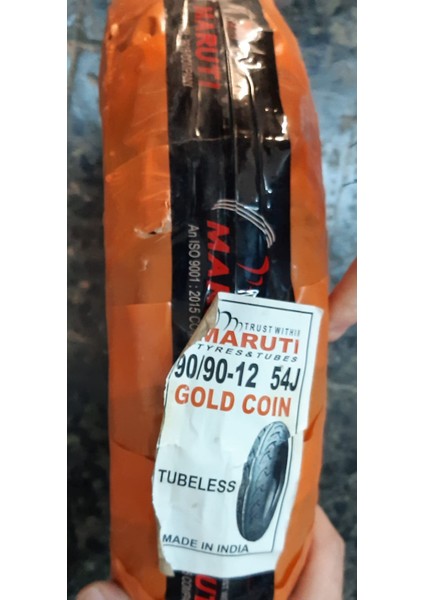 MARUTI
An ISO 9001 : 2015 CO
TRUST WITHIN
MARUTI
TYRES & TUBES
90/90-12 54J
GOLD COIN
TUBELESS
MADE IN INDIA